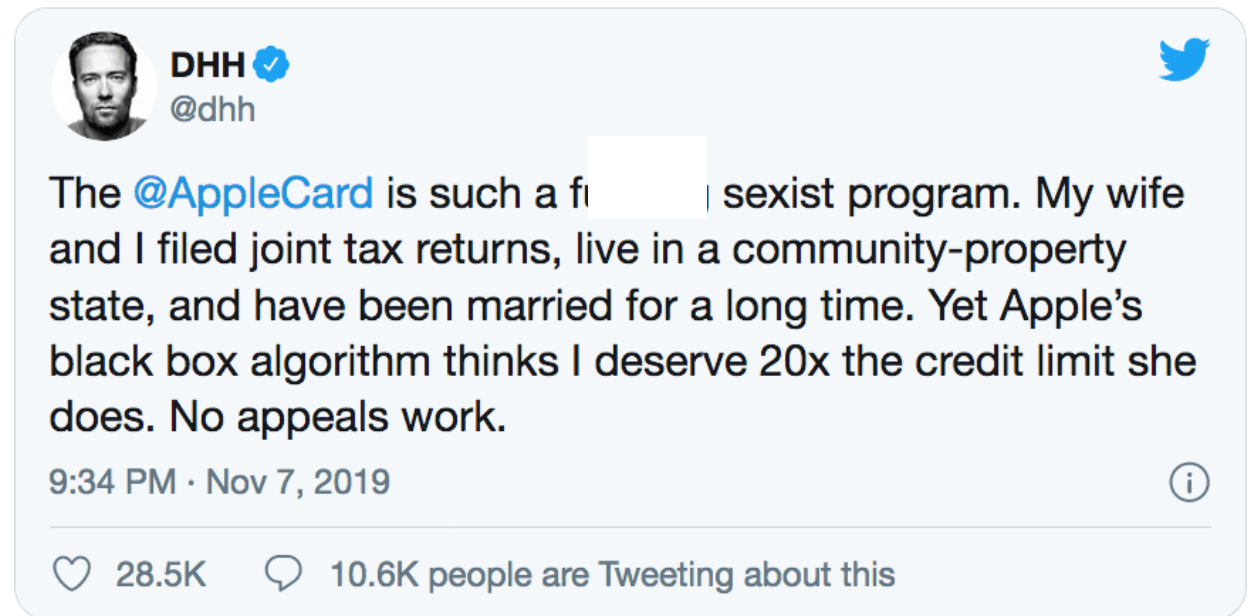 DHH
@dhh
The @AppleCard is such a sexist program. My wife
and I filed joint tax returns, live in a community-property
state, and have been married for a long time. Yet Apple’s
black box algorithm thinks I deserve 20x the credit limit she
does. No appeals work.
9:34 PM · Nov 7, 2019
28.5K 10.6K people are Tweeting about this